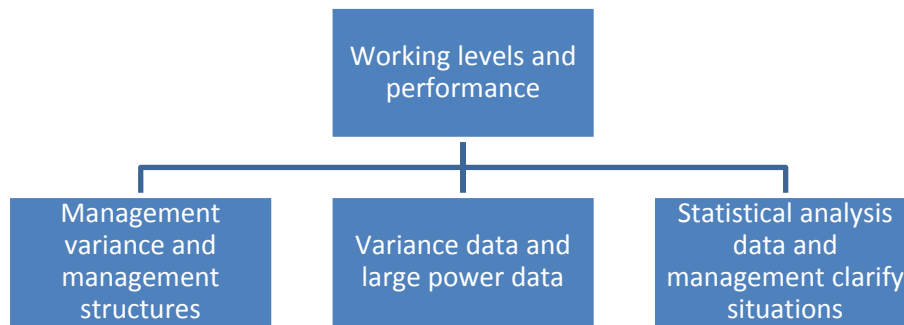 Working levels and
performance
Management
variance and
management
structures
Variance data and
large power data
Statistical analysis
data and
management clarify
situations